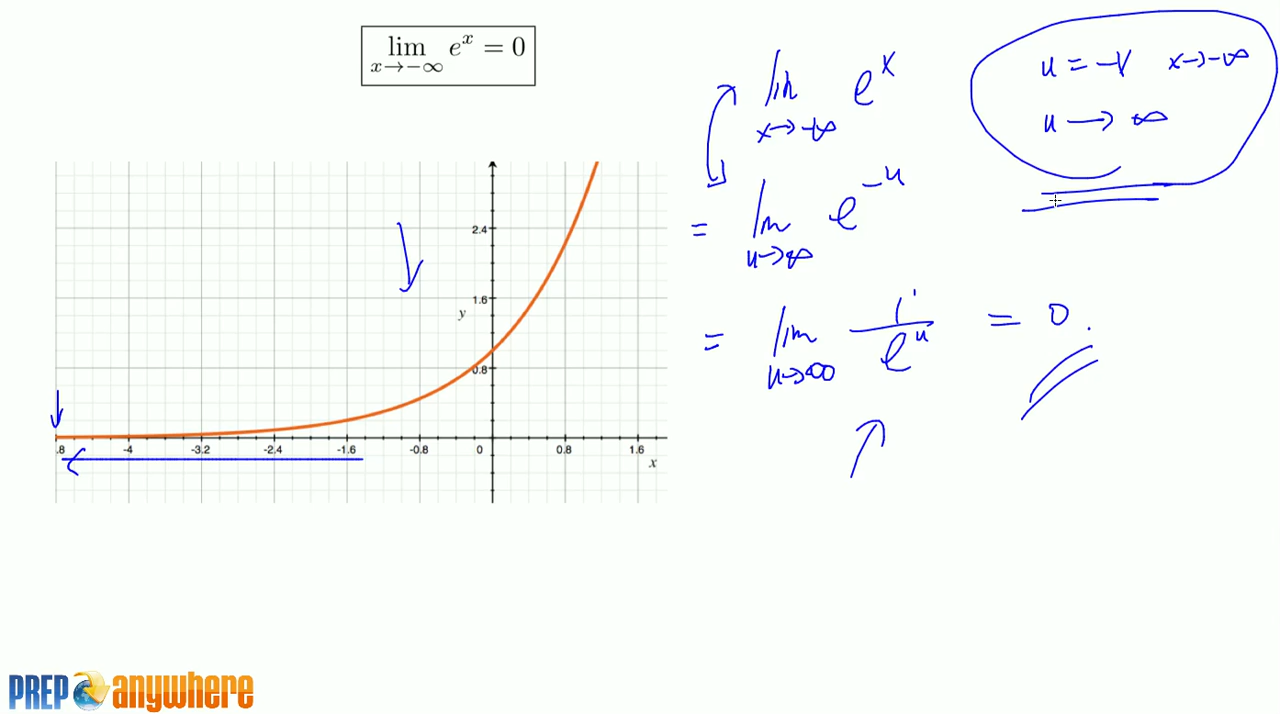 lim x→−∞ e^x = 0
lim x→−∞ e^x
u = −x x→−∞
u → ∞
= lim u→∞ e^−u
= lim u→∞ 1/e^u = 0.
2.4
1.6
y
0.8
.8 -4 -3.2 -2.4 -1.6 -0.8 0 0.8 1.6
x
PREP anywhere